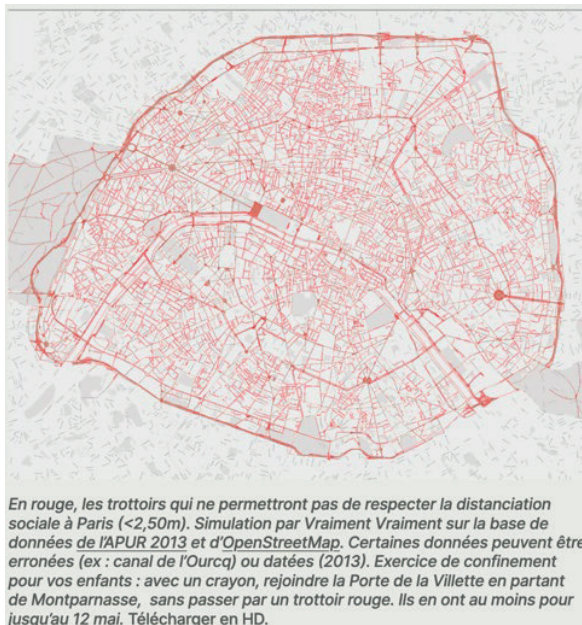 En rouge, les trottoirs qui ne permettront pas de respecter la distanciation
sociale à Paris (<2,50m). Simulation par Vraiment Vraiment sur la base de
données de l'APUR 2013 et d'OpenStreetMap. Certaines données peuvent être
erronées (ex : canal de l'Ourcq) ou datées (2013). Exercice de confinement
pour vos enfants : avec un crayon, rejoindre la Porte de la Villette en partant
de Montparnasse, sans passer par un trottoir rouge. Ils en ont au moins pour
jusqu'au 12 mai. Télécharger en HD.